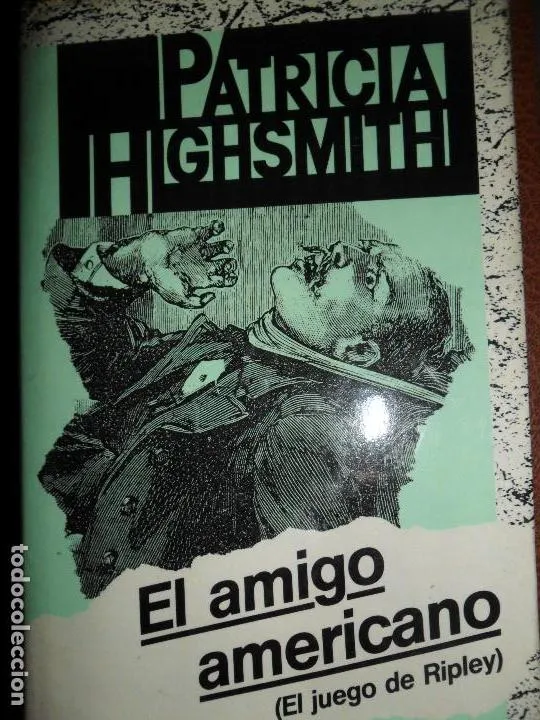 PATRICIA
HIGHSMITH
El amigo
americano
(El juego de Ripley)
todocoleccion